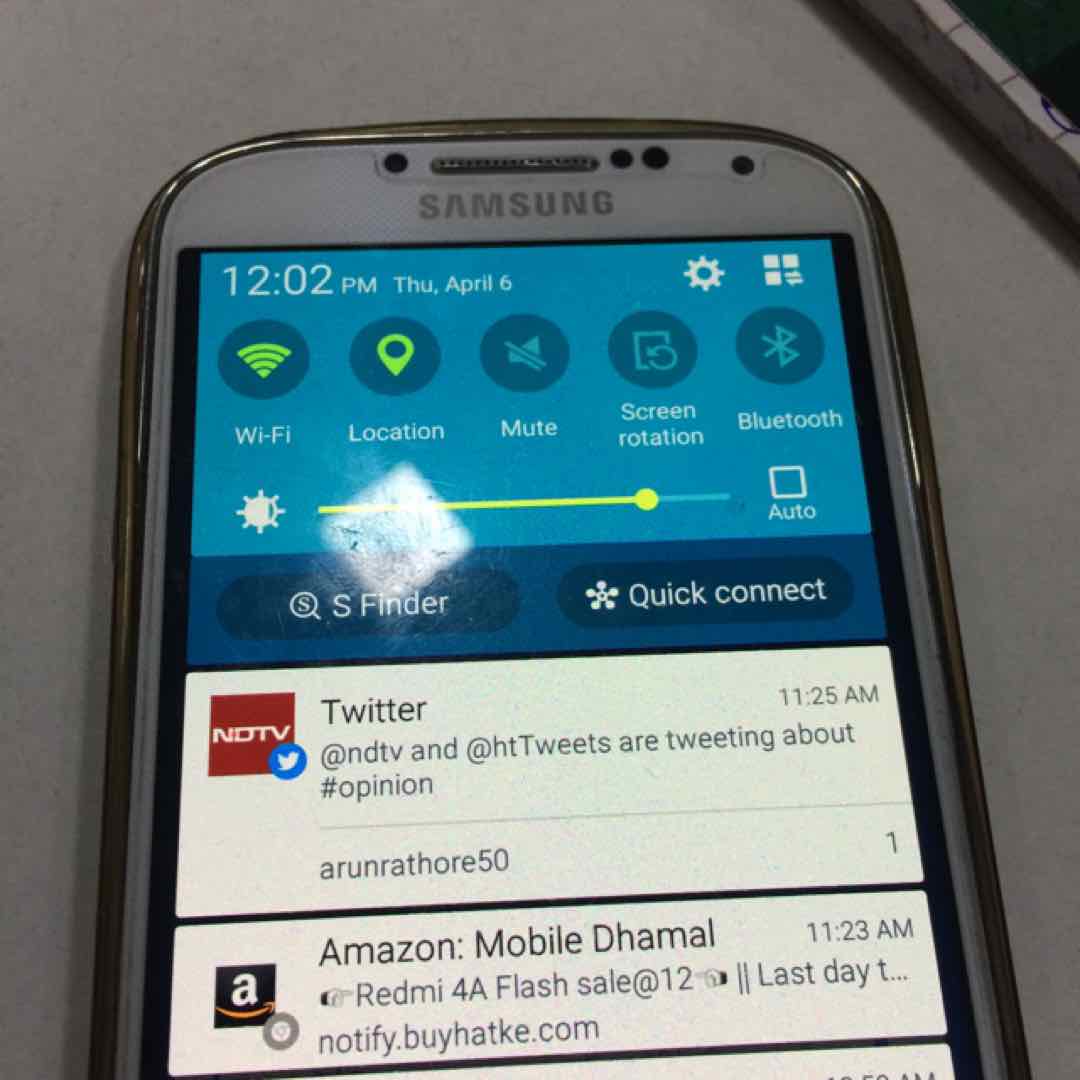 SAMSUNG
12:02 PM Thu, April 6
Wi-Fi
Location
Mute
Screen
rotation
Bluetooth
Auto
S Finder
Quick connect
NDTV
Twitter 11:25 AM
@ndtv and @htTweets are tweeting about
#opinion
arunrathore50 1
Amazon: Mobile Dhamal 11:23 AM
a
👉Redmi 4A Flash sale@12👈 || Last day t...
notify.buyhatke.com